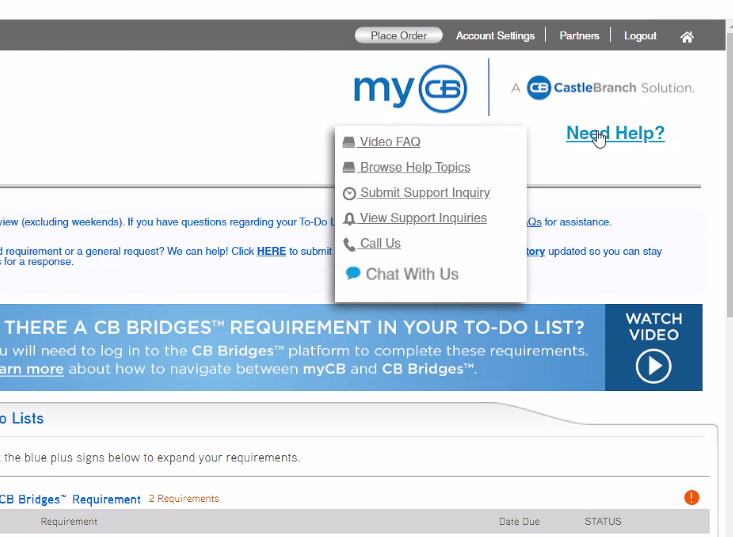 Place Order Account Settings Partners Logout
my CB
A CB CastleBranch Solution.
Need Help?
Video FAQ
Browse Help Topics
Submit Support Inquiry
View Support Inquiries
Call Us
Chat With Us
view (excluding weekends). If you have questions regarding your To-Do L
AQs for assistance.
d requirement or a general request? We can help! Click HERE to submit
ory updated so you can stay
s for a response.
THERE A CB BRIDGES™ REQUIREMENT IN YOUR TO-DO LIST?
u will need to log in to the CB Bridges™ platform to complete these requirements.
arn more about how to navigate between myCB and CB Bridges™.
WATCH
VIDEO
o Lists
the blue plus signs below to expand your requirements.
CB Bridges™ Requirement 2 Requirements
Requirement Date Due STATUS